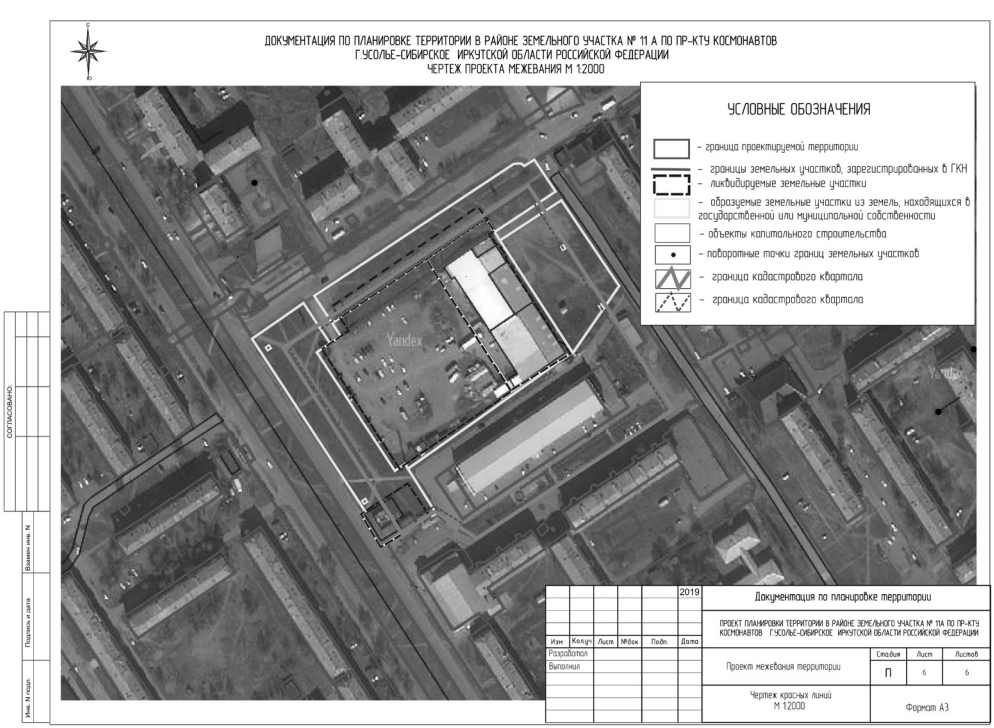 С
Ю
ДОКУМЕНТАЦИЯ ПО ПЛАНИРОВКЕ ТЕРРИТОРИИ В РАЙОНЕ ЗЕМЕЛЬНОГО УЧАСТКА № 11 А ПО ПР-КТУ КОСМОНАВТОВ
Г.УСОЛЬЕ-СИБИРСКОЕ ИРКУТСКОЙ ОБЛАСТИ РОССИЙСКОЙ ФЕДЕРАЦИИ
ЧЕРТЕЖ ПРОЕКТА МЕЖЕВАНИЯ М 1:2000
УСЛОВНЫЕ ОБОЗНАЧЕНИЯ
- граница проектируемой территории
- границы земельных участков, зарегистрированных в ГКН
- ликвидируемые земельные участки
- образуемые земельные участки из земель, находящихся в
государственной или муниципальной собственности
- объекты капитального строительства
- поворотные точки границ земельных участков
- граница кадастрового квартала
- граница кадастрового квартала
Yandex
Yandex
СОГЛАСОВАНО:
Взамен инв. N
Подпись и дата
Инв. N подл.
2019
Изм Колуч Лист №док Подп. Дата
Разработал
Выполнил
Документация по планировке территории
ПРОЕКТ ПЛАНИРОВКИ ТЕРРИТОРИИ В РАЙОНЕ ЗЕМЕЛЬНОГО УЧАСТКА № 11А ПО ПР-КТУ
КОСМОНАВТОВ Г.УСОЛЬЕ-СИБИРСКОЕ ИРКУТСКОЙ ОБЛАСТИ РОССИЙСКОЙ ФЕДЕРАЦИИ
Проект межевания территории
Стадия Лист Листов
П 6 6
Чертеж красных линий
М 1:2000
Формат А3